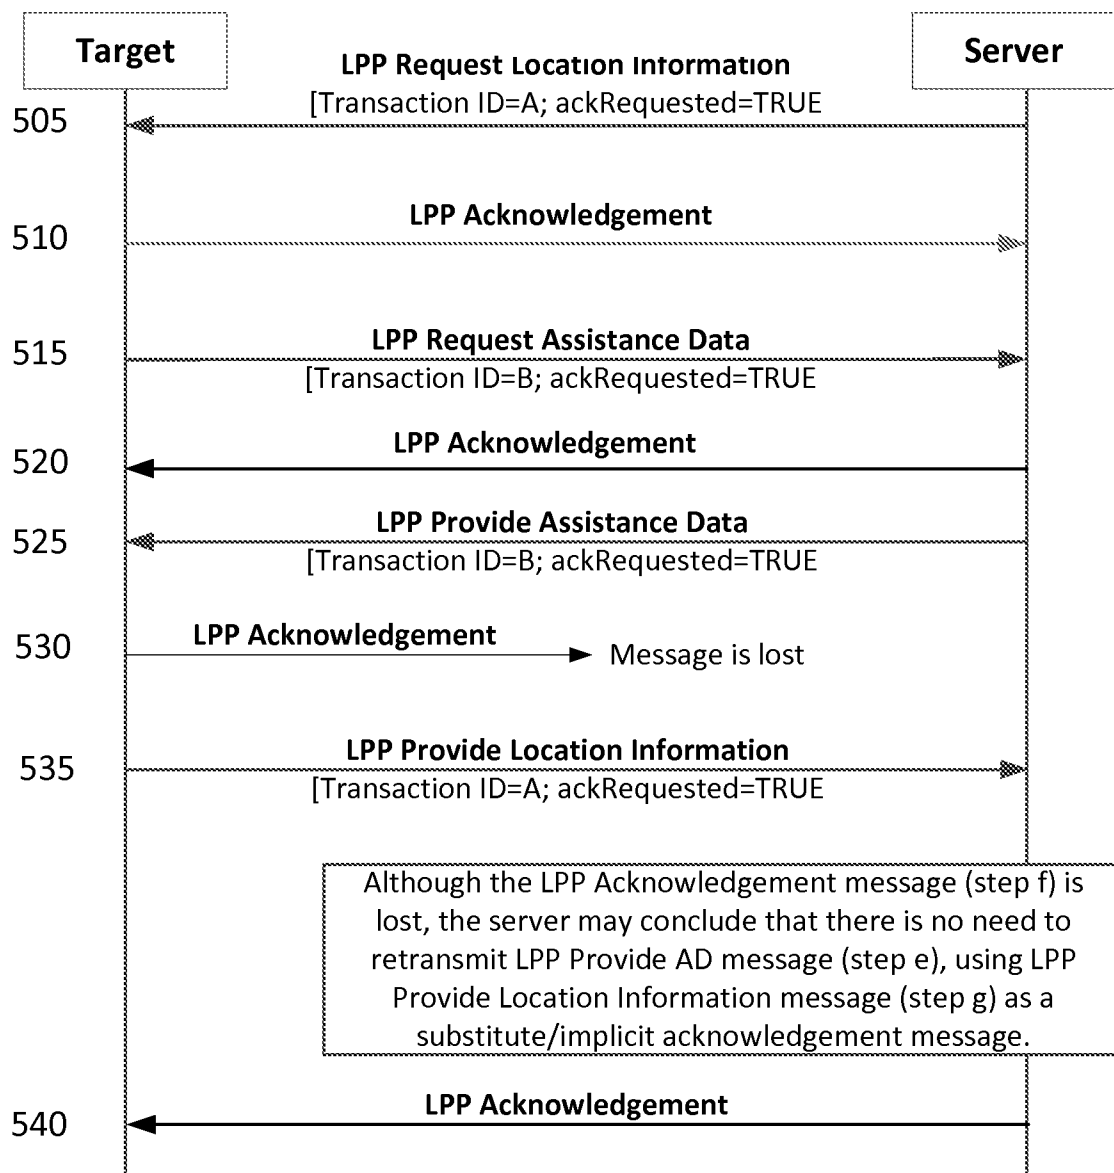 Target
Server
LPP Request Location Information
[Transaction ID=A; ackRequested=TRUE
505
LPP Acknowledgement
510
LPP Request Assistance Data
515
[Transaction ID=B; ackRequested=TRUE
LPP Acknowledgement
520
LPP Provide Assistance Data
525
[Transaction ID=B; ackRequested=TRUE
LPP Acknowledgement
530
Message is lost
LPP Provide Location Information
535
[Transaction ID=A; ackRequested=TRUE
Although the LPP Acknowledgement message (step f) is
lost, the server may conclude that there is no need to
retransmit LPP Provide AD message (step e), using LPP
Provide Location Information message (step g) as a
substitute/implicit acknowledgement message.
LPP Acknowledgement
540